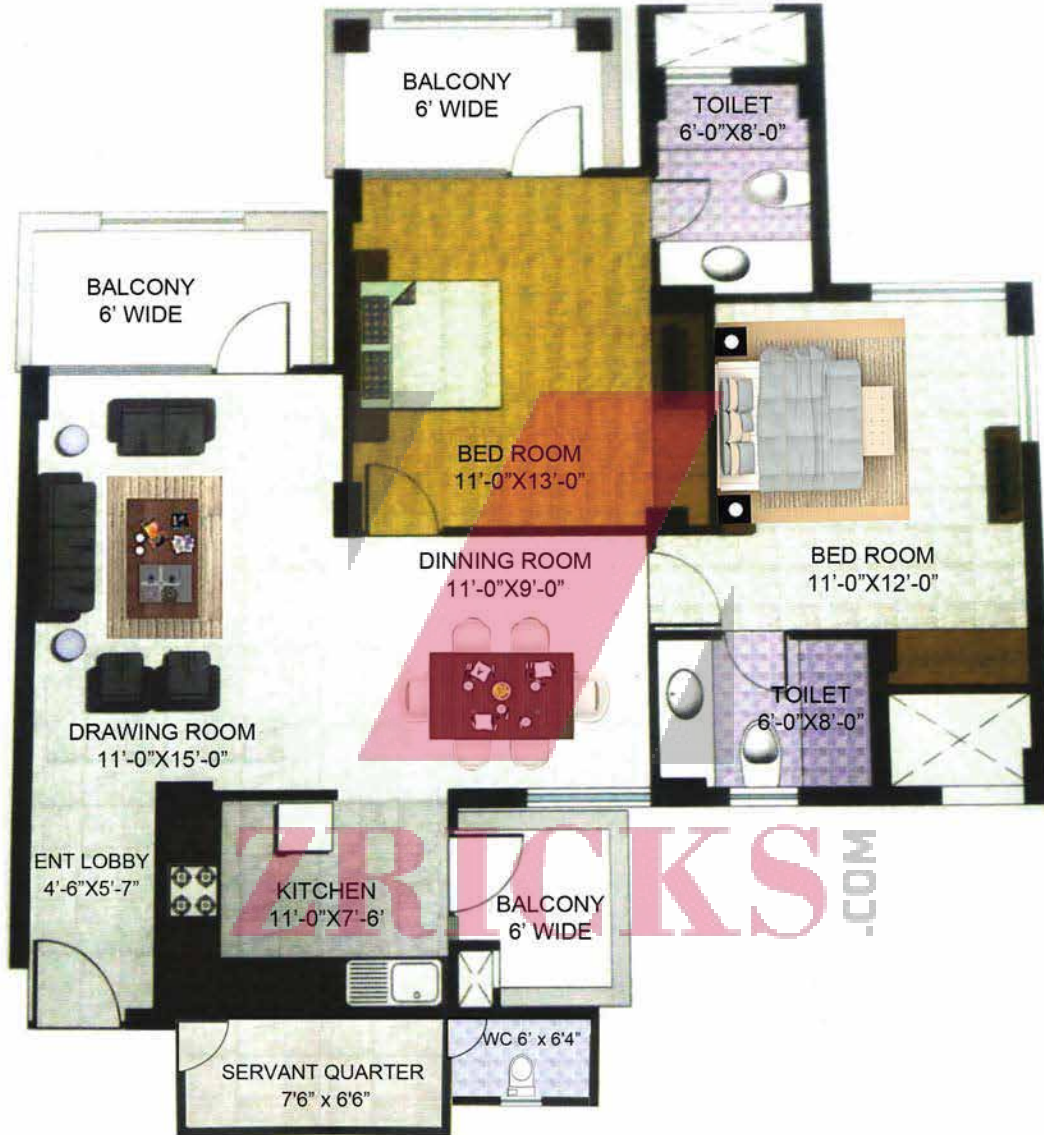 BALCONY
6' WIDE
TOILET
6'-0"X8'-0"
BALCONY
6' WIDE
BED ROOM
11'-0"X13'-0"
DINNING ROOM
11'-0"X9'-0"
BED ROOM
11'-0"X12'-0"
TOILET
6'-0"X8'-0"
DRAWING ROOM
11'-0"X15'-0"
ENT LOBBY
4'-6"X5'-7"
KITCHEN
11'-0"X7'-6'
BALCONY
6' WIDE
ZRICKS.COM
WC 6' x 6'4"
SERVANT QUARTER
7'6" x 6'6"